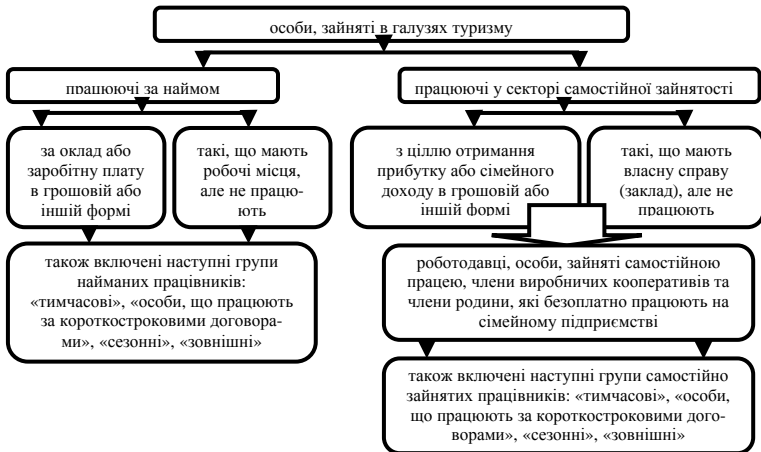 особи, зайняті в галузях туризму
працюючі за наймом
працюючі у секторі самостійної зайнятості
за оклад або
заробітну плату
в грошовій або
іншій формі
такі, що мають
робочі місця,
але не працю-
ють
з ціллю отримання
прибутку або сімейного
доходу в грошовій або
іншій формі
такі, що мають
власну справу
(заклад), але не
працюють
також включені наступні групи
найманих працівників:
«тимчасові», «особи, що працюють
за короткостроковими договора-
ми», «сезонні», «зовнішні»
роботодавці, особи, зайняті самостійною
працею, члени виробничих кооперативів та
члени родини, які безоплатно працюють на
сімейному підприємстві
також включені наступні групи самостійно
зайнятих працівників: «тимчасові», «особи,
що працюють за короткостроковими дого-
ворами», «сезонні», «зовнішні»